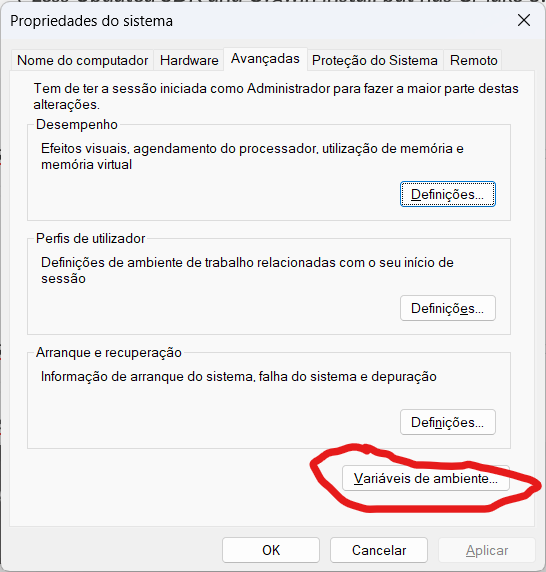 Propriedades do sistema
Nome do computador
Hardware
Avançadas
Proteção do Sistema
Remoto
Tem de ter a sessão iniciada como Administrador para fazer a maior parte destas
alterações.
Desempenho
Efeitos visuais, agendamento do processador, utilização de memória e
memória virtual
Definições...
Perfis de utilizador
Definições de ambiente de trabalho relacionadas com o seu início de
sessão
Definições...
Arranque e recuperação
Informação de arranque do sistema, falha do sistema e depuração
Definições...
Variáveis de ambiente...
OK
Cancelar
Aplicar